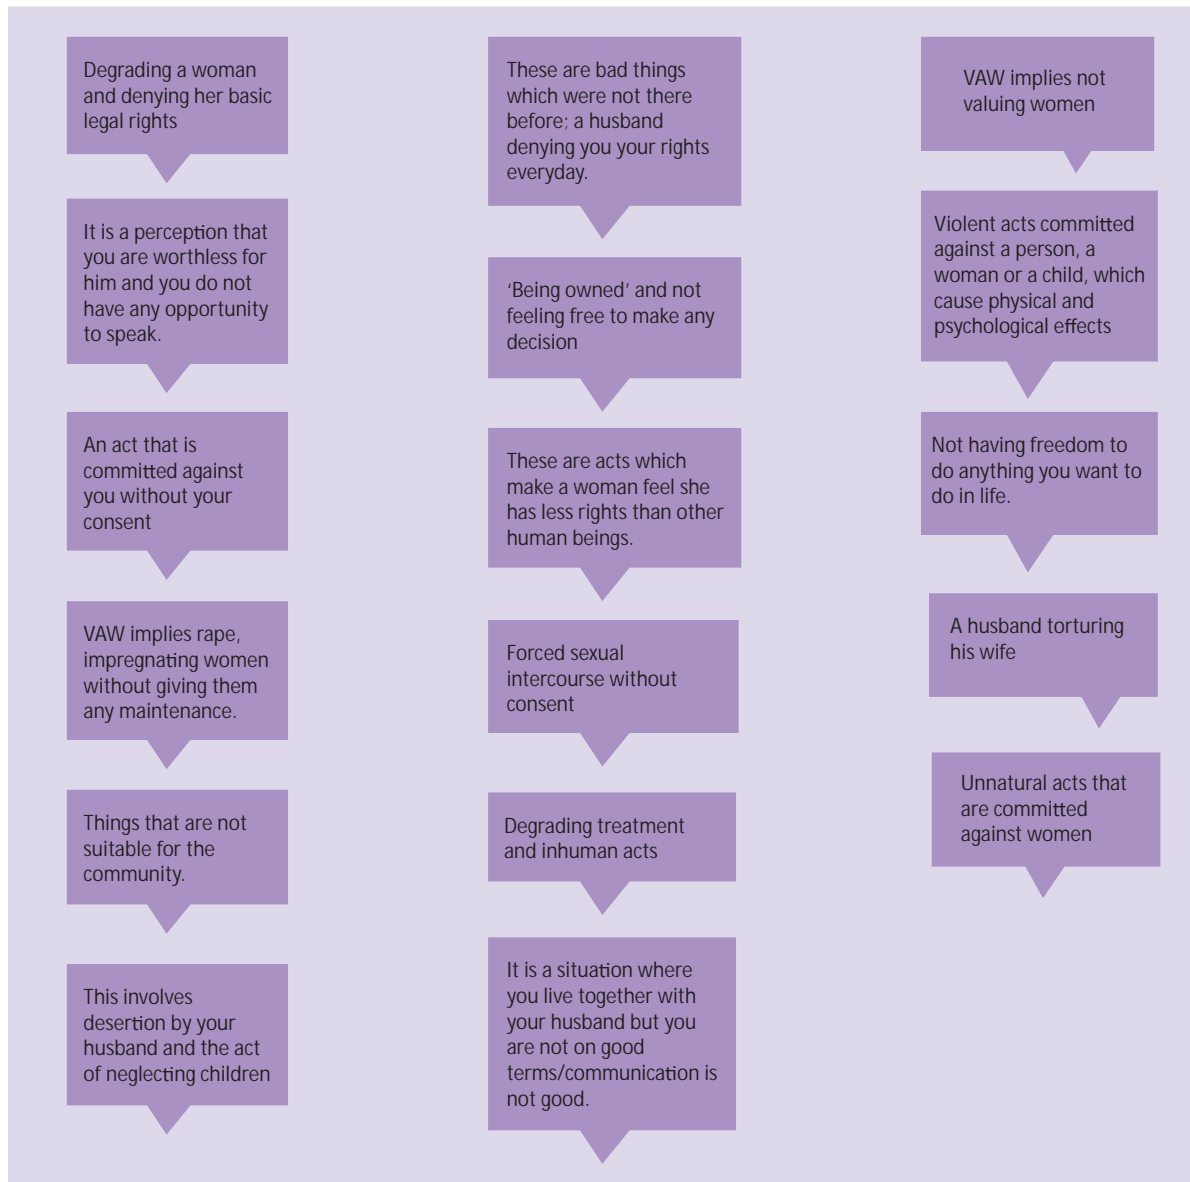 Degrading a woman
and denying her basic
legal rights
It is a perception that
you are worthless for
him and you do not
have any opportunity
to speak.
An act that is
committed against
you without your
consent
VAW implies rape,
impregnating women
without giving them
any maintenance.
Things that are not
suitable for the
community.
This involves
desertion by your
husband and the act
of neglecting children
These are bad things
which were not there
before; a husband
denying you your rights
everyday.
‘Being owned’ and not
feeling free to make any
decision
These are acts which
make a woman feel she
has less rights than other
human beings.
Forced sexual
intercourse without
consent
Degrading treatment
and inhuman acts
It is a situation where
you live together with
your husband but you
are not on good
terms/communication is
not good.
VAW implies not
valuing women
Violent acts committed
against a person, a
woman or a child, which
cause physical and
psychological effects
Not having freedom to
do anything you want to
do in life.
A husband torturing
his wife
Unnatural acts that
are committed
against women